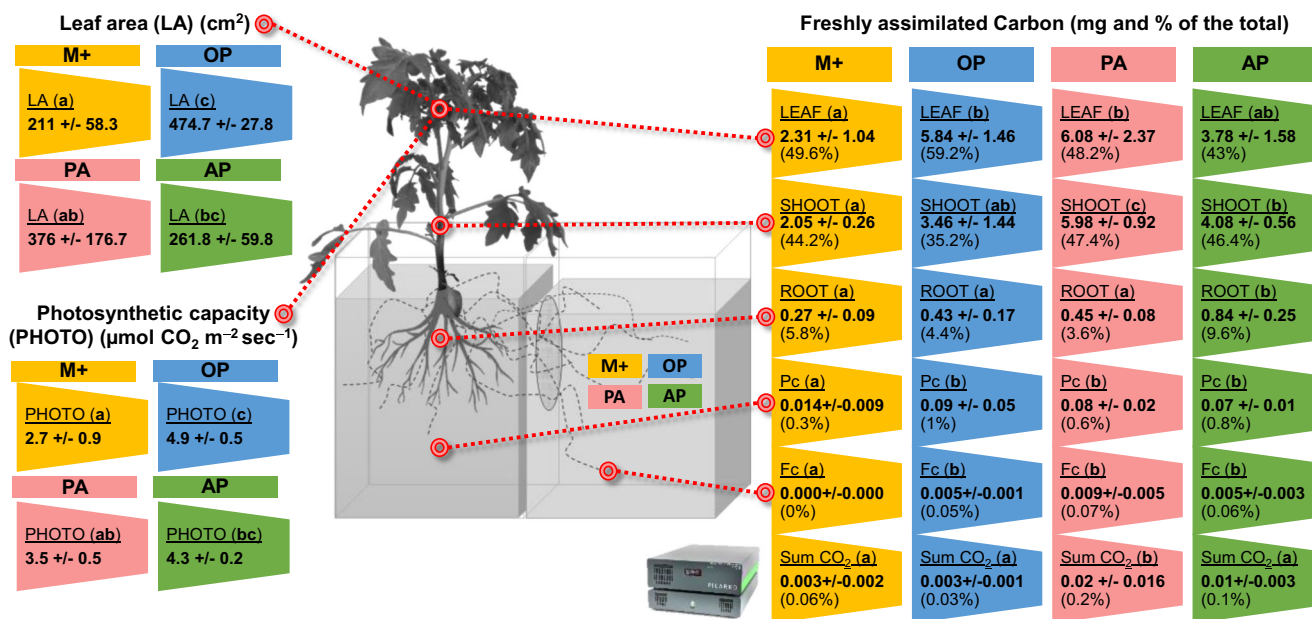 Leaf area (LA) (cm²)
M+
OP
LA (a)
211 +/- 58.3
LA (c)
474.7 +/- 27.8
PA
AP
LA (ab)
376 +/- 176.7
LA (bc)
261.8 +/- 59.8
Photosynthetic capacity
(PHOTO) (µmol CO₂ m⁻² sec⁻¹)
M+
OP
PHOTO (a)
2.7 +/- 0.9
PHOTO (c)
4.9 +/- 0.5
PA
AP
PHOTO (ab)
3.5 +/- 0.5
PHOTO (bc)
4.3 +/- 0.2
M+
OP
PA
AP
PICARRO
Freshly assimilated Carbon (mg and % of the total)
M+
OP
PA
AP
LEAF (a)
2.31 +/- 1.04
(49.6%)
LEAF (b)
5.84 +/- 1.46
(59.2%)
LEAF (b)
6.08 +/- 2.37
(48.2%)
LEAF (ab)
3.78 +/- 1.58
(43%)
SHOOT (a)
2.05 +/- 0.26
(44.2%)
SHOOT (ab)
3.46 +/- 1.44
(35.2%)
SHOOT (c)
5.98 +/- 0.92
(47.4%)
SHOOT (b)
4.08 +/- 0.56
(46.4%)
ROOT (a)
0.27 +/- 0.09
(5.8%)
ROOT (a)
0.43 +/- 0.17
(4.4%)
ROOT (a)
0.45 +/- 0.08
(3.6%)
ROOT (b)
0.84 +/- 0.25
(9.6%)
Pc (a)
0.014+/-0.009
(0.3%)
Pc (b)
0.09 +/- 0.05
(1%)
Pc (b)
0.08 +/- 0.02
(0.6%)
Pc (b)
0.07 +/- 0.01
(0.8%)
Fc (a)
0.000+/-0.000
(0%)
Fc (b)
0.005+/-0.001
(0.05%)
Fc (b)
0.009+/-0.005
(0.07%)
Fc (b)
0.005+/-0.003
(0.06%)
Sum CO₂ (a)
0.003+/-0.002
(0.06%)
Sum CO₂ (a)
0.003+/-0.001
(0.03%)
Sum CO₂ (b)
0.02 +/- 0.016
(0.2%)
Sum CO₂ (a)
0.01+/-0.003
(0.1%)